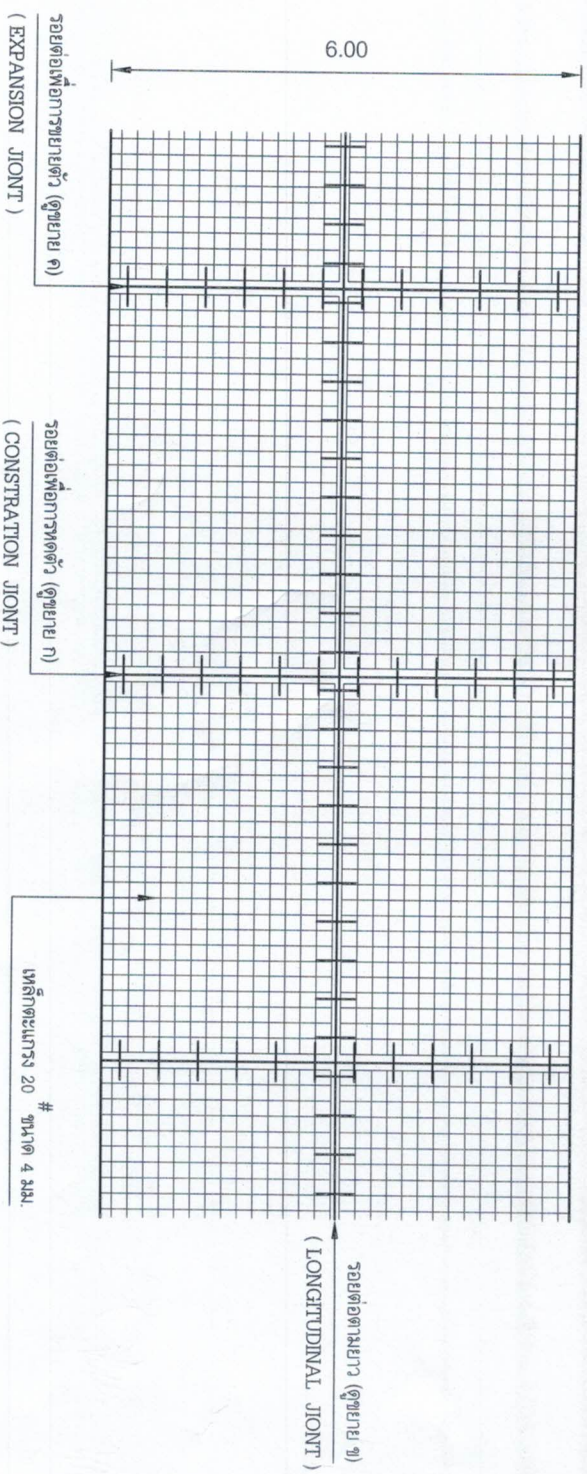 6.00
รอยต่อเพื่อการขยายตัว (ดูขยาย ค)
( EXPANSION JIONT )
รอยต่อเพื่อการหดตัว (ดูขยาย ก)
( CONSTRATION JIONT )
เหล็กตะแกรง 20 # ขนาด 4 มม.
รอยต่อตามยาว (ดูขยาย ข)
( LONGITUDINAL JIONT )